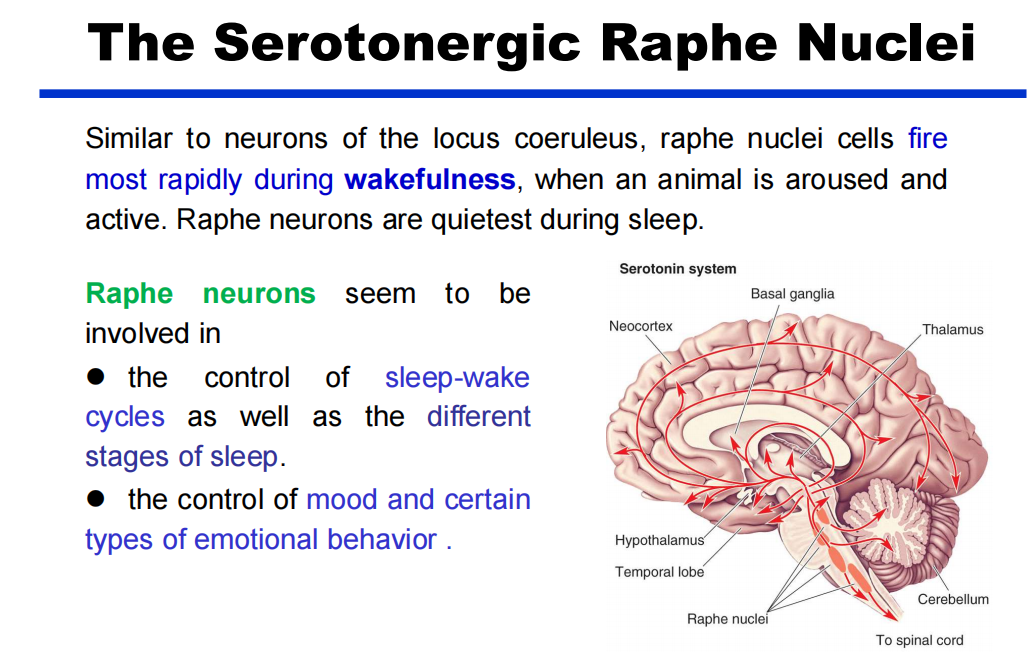 The Serotonergic Raphe Nuclei
Similar to neurons of the locus coeruleus, raphe nuclei cells fire
most rapidly during wakefulness, when an animal is aroused and
active. Raphe neurons are quietest during sleep.
Raphe neurons seem to be
involved in
● the control of sleep-wake
cycles as well as the different
stages of sleep.
● the control of mood and certain
types of emotional behavior .
Serotonin system
Basal ganglia
Neocortex
Thalamus
Hypothalamus
Temporal lobe
Raphe nuclei
Cerebellum
To spinal cord